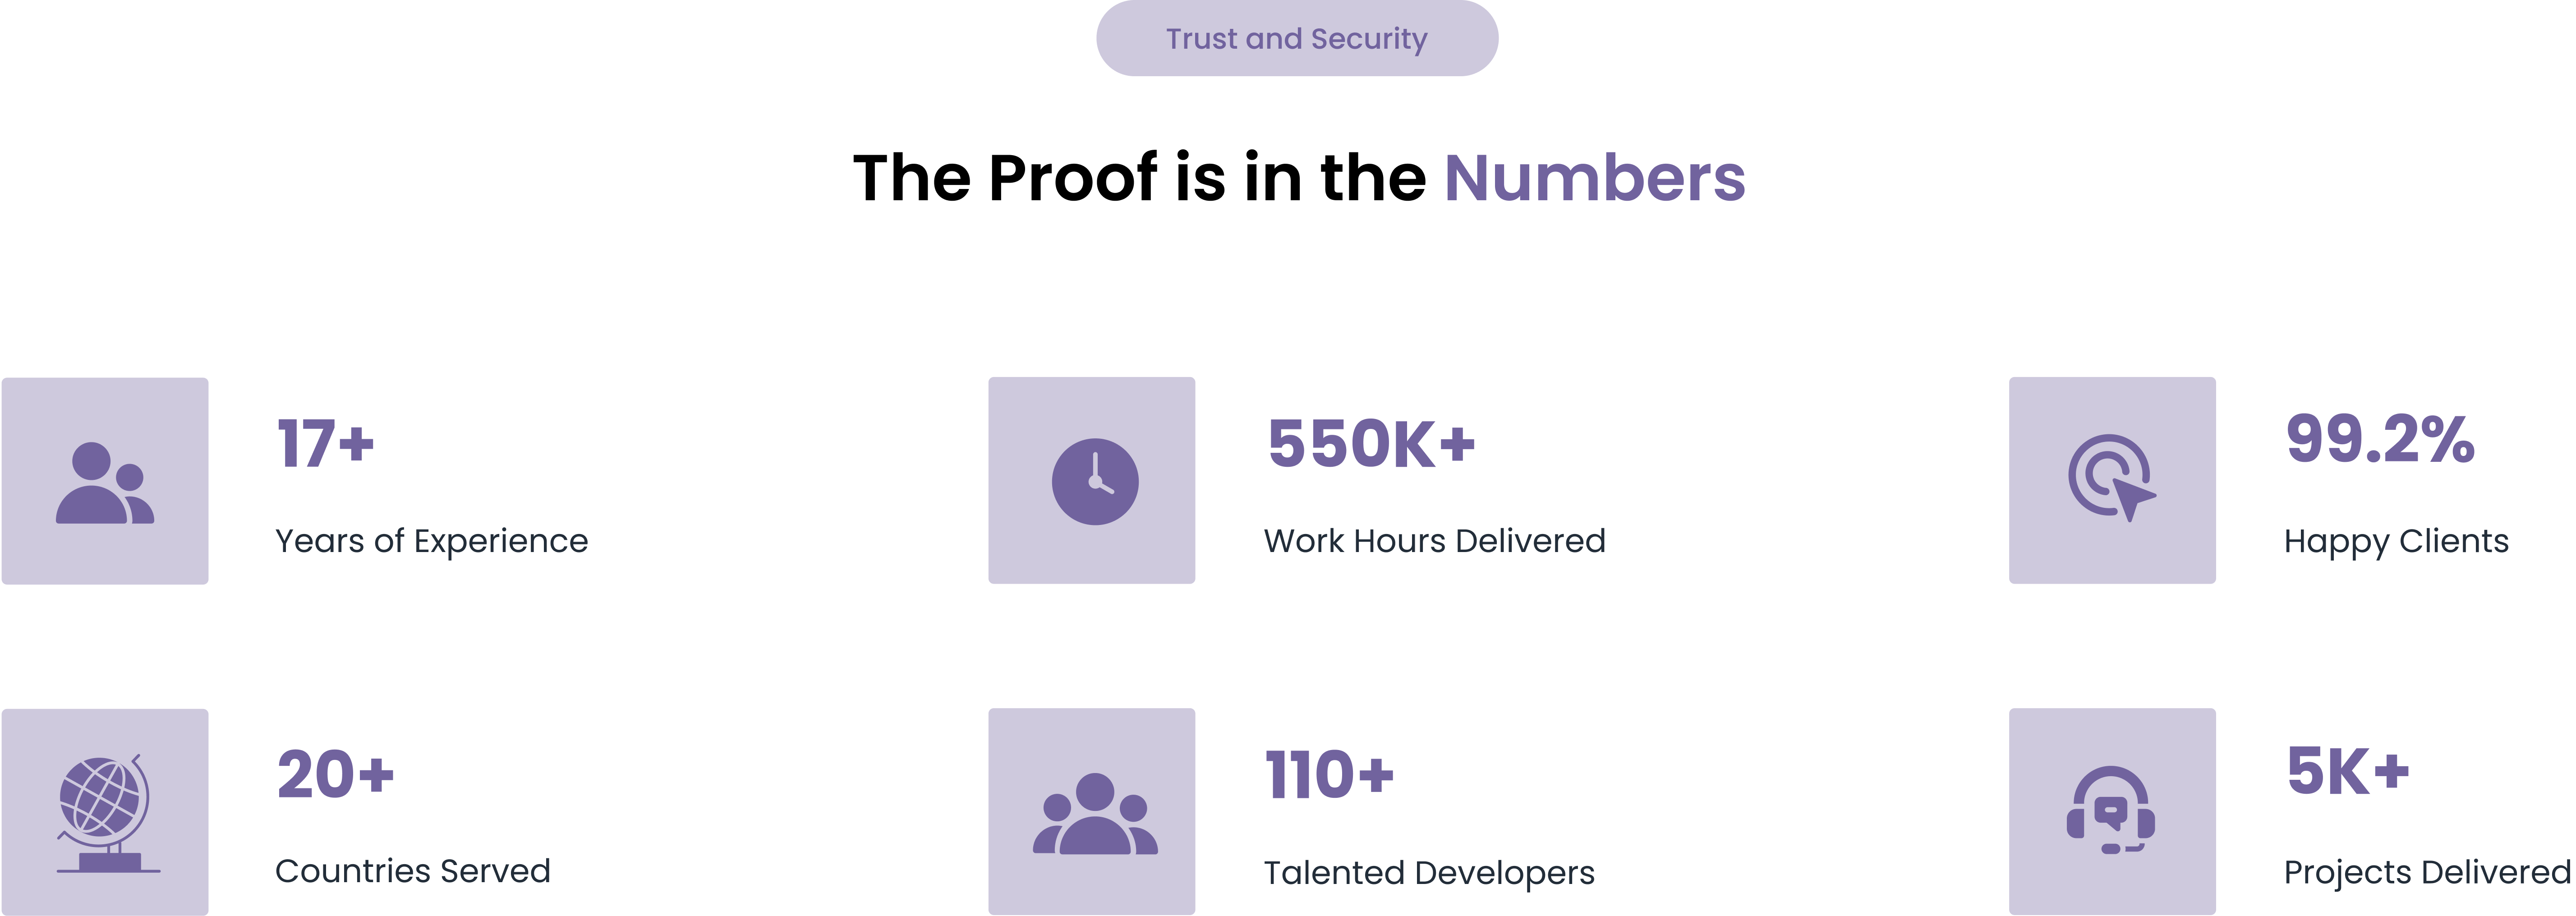 Trust and Security
The Proof is in the Numbers
17+
Years of Experience
550K+
Work Hours Delivered
99.2%
Happy Clients
20+
Countries Served
110+
Talented Developers
5K+
Projects Delivered